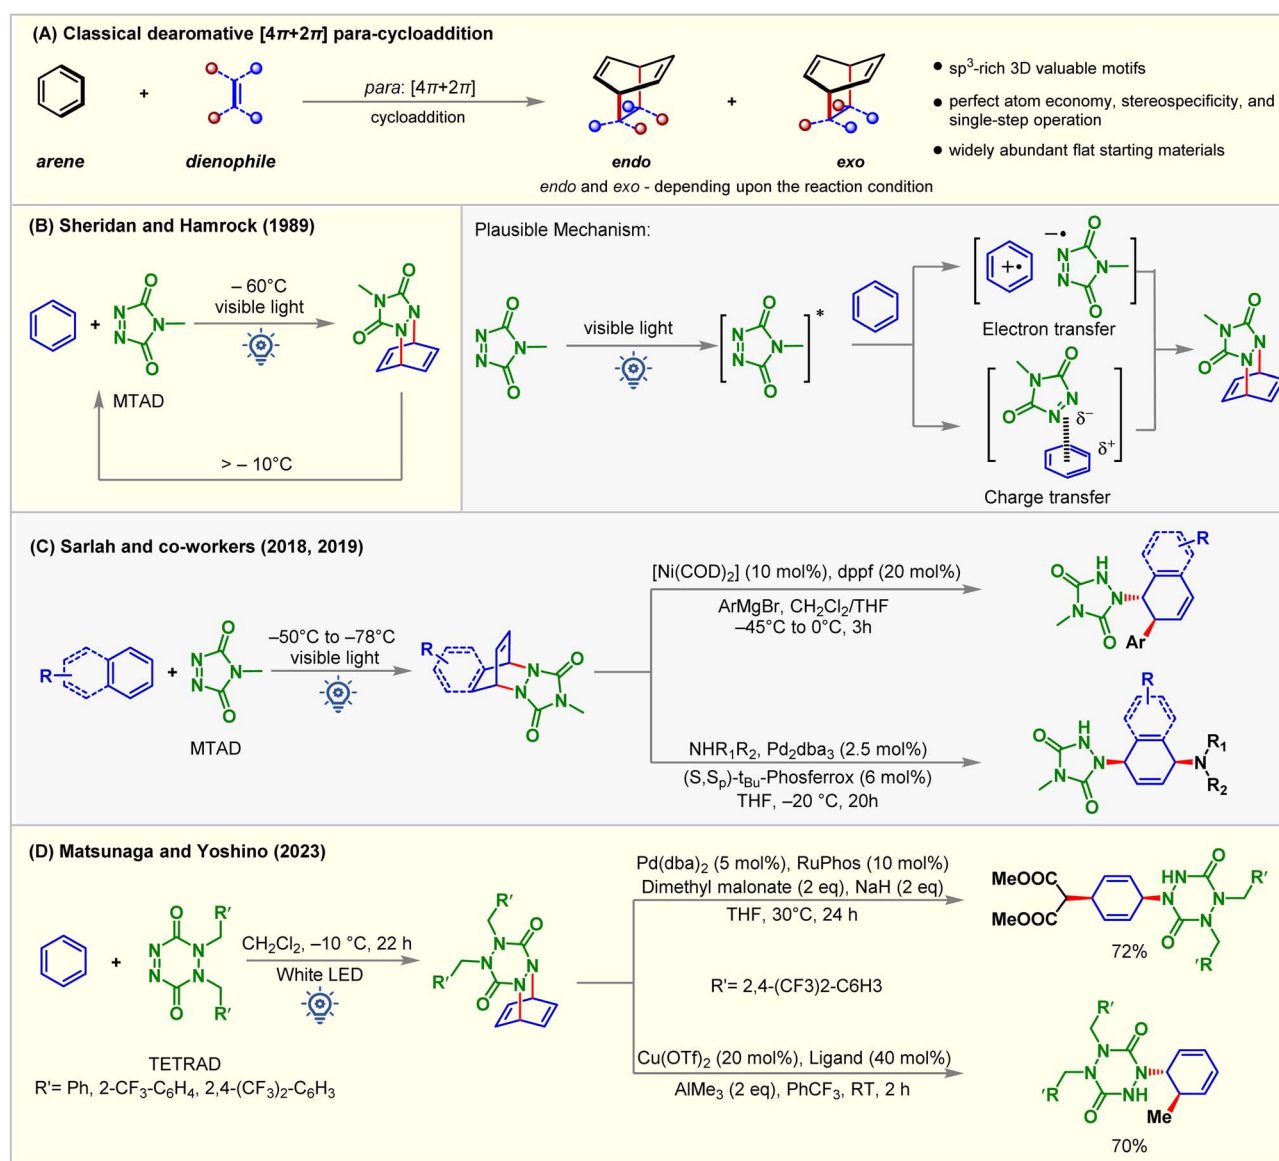 (A) Classical dearomative [4π+2π] para-cycloaddition
arene
+
dienophile
para: [4π+2π]
cycloaddition
endo
+
exo
endo and exo - depending upon the reaction condition
● sp³-rich 3D valuable motifs
● perfect atom economy, stereospecificity, and
single-step operation
● widely abundant flat starting materials
(B) Sheridan and Hamrock (1989)
+
N
N
O
N
O
MTAD
– 60°C
visible light
> – 10°C
N
O
N
O
N
Plausible Mechanism:
N
N
O
N
O
visible light
[
N
N
O
N
O
]*
[
+•
–•
N
N
O
N
O
]
Electron transfer
[
N
O
O
N
N
δ⁻
δ⁺
]
Charge transfer
N
O
N
O
N
(C) Sarlah and co-workers (2018, 2019)
R
+
N
N
O
N
O
MTAD
–50°C to –78°C
visible light
R
N
O
N
N
O
[Ni(COD)₂] (10 mol%), dppf (20 mol%)
ArMgBr, CH₂Cl₂/THF
–45°C to 0°C, 3h
R
H
N
O
N
N
O
Ar
NHR₁R₂, Pd₂dba₃ (2.5 mol%)
(S,Sₚ)-t_Bu-Phosferrox (6 mol%)
THF, –20 °C, 20h
R
H
N
O
N
N
O
N
R₁
R₂
(D) Matsunaga and Yoshino (2023)
+
O
R'
N
N
N
N
O
R'
TETRAD
R'= Ph, 2-CF₃-C₆H₄, 2,4-(CF₃)₂-C₆H₃
CH₂Cl₂, –10 °C, 22 h
White LED
R'
N
O
R'
N
N
O
N
Pd(dba)₂ (5 mol%), RuPhos (10 mol%)
Dimethyl malonate (2 eq), NaH (2 eq)
THF, 30°C, 24 h
MeOOC
MeOOC
O
HN
R'
N
N
N
O
'R
72%
R'= 2,4-(CF3)2-C6H3
Cu(OTf)₂ (20 mol%), Ligand (40 mol%)
AlMe₃ (2 eq), PhCF₃, RT, 2 h
R'
O
N
N
N
'R
NH
O
Me
70%